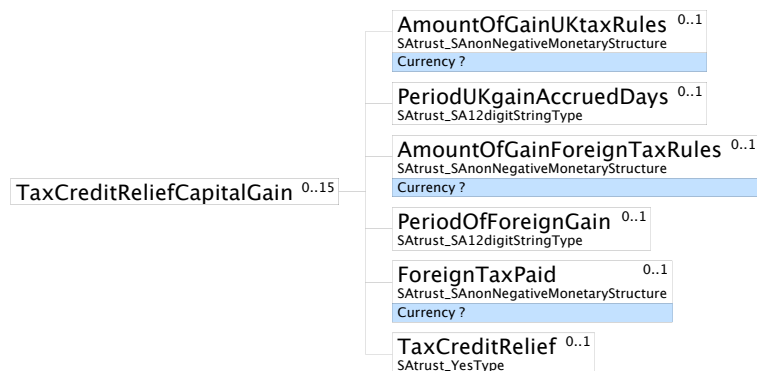 AmountOfGainUKtaxRules 0..1
SAtrust_SAnonNegativeMonetaryStructure
Currency ?
PeriodUKgainAccruedDays 0..1
SAtrust_SA12digitStringType
AmountOfGainForeignTaxRules 0..1
SAtrust_SAnonNegativeMonetaryStructure
Currency ?
TaxCreditReliefCapitalGain 0..15
PeriodOfForeignGain 0..1
SAtrust_SA12digitStringType
ForeignTaxPaid 0..1
SAtrust_SAnonNegativeMonetaryStructure
Currency ?
TaxCreditRelief 0..1
SAtrust_YesType